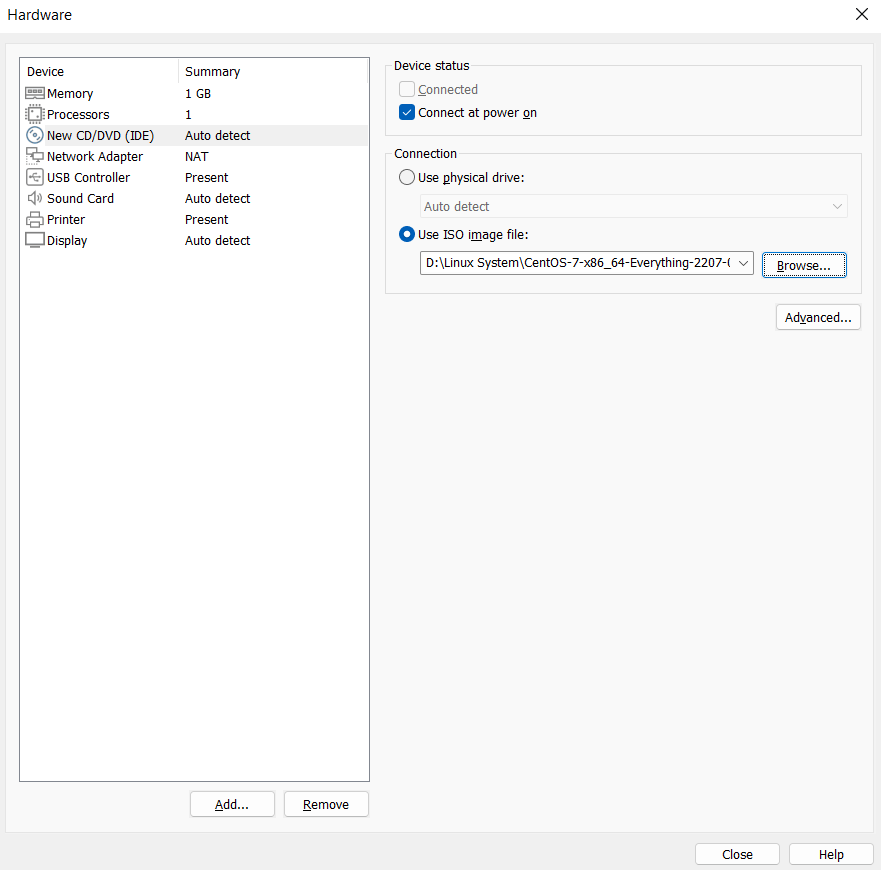 Hardware
Device Summary
Memory 1 GB
Processors 1
New CD/DVD (IDE) Auto detect
Network Adapter NAT
USB Controller Present
Sound Card Auto detect
Printer Present
Display Auto detect
Add... Remove
Device status
Connected
Connect at power on
Connection
Use physical drive:
Auto detect
Use ISO image file:
D:\Linux System\CentOS-7-x86_64-Everything-2207-0 Browse...
Advanced...
Close Help